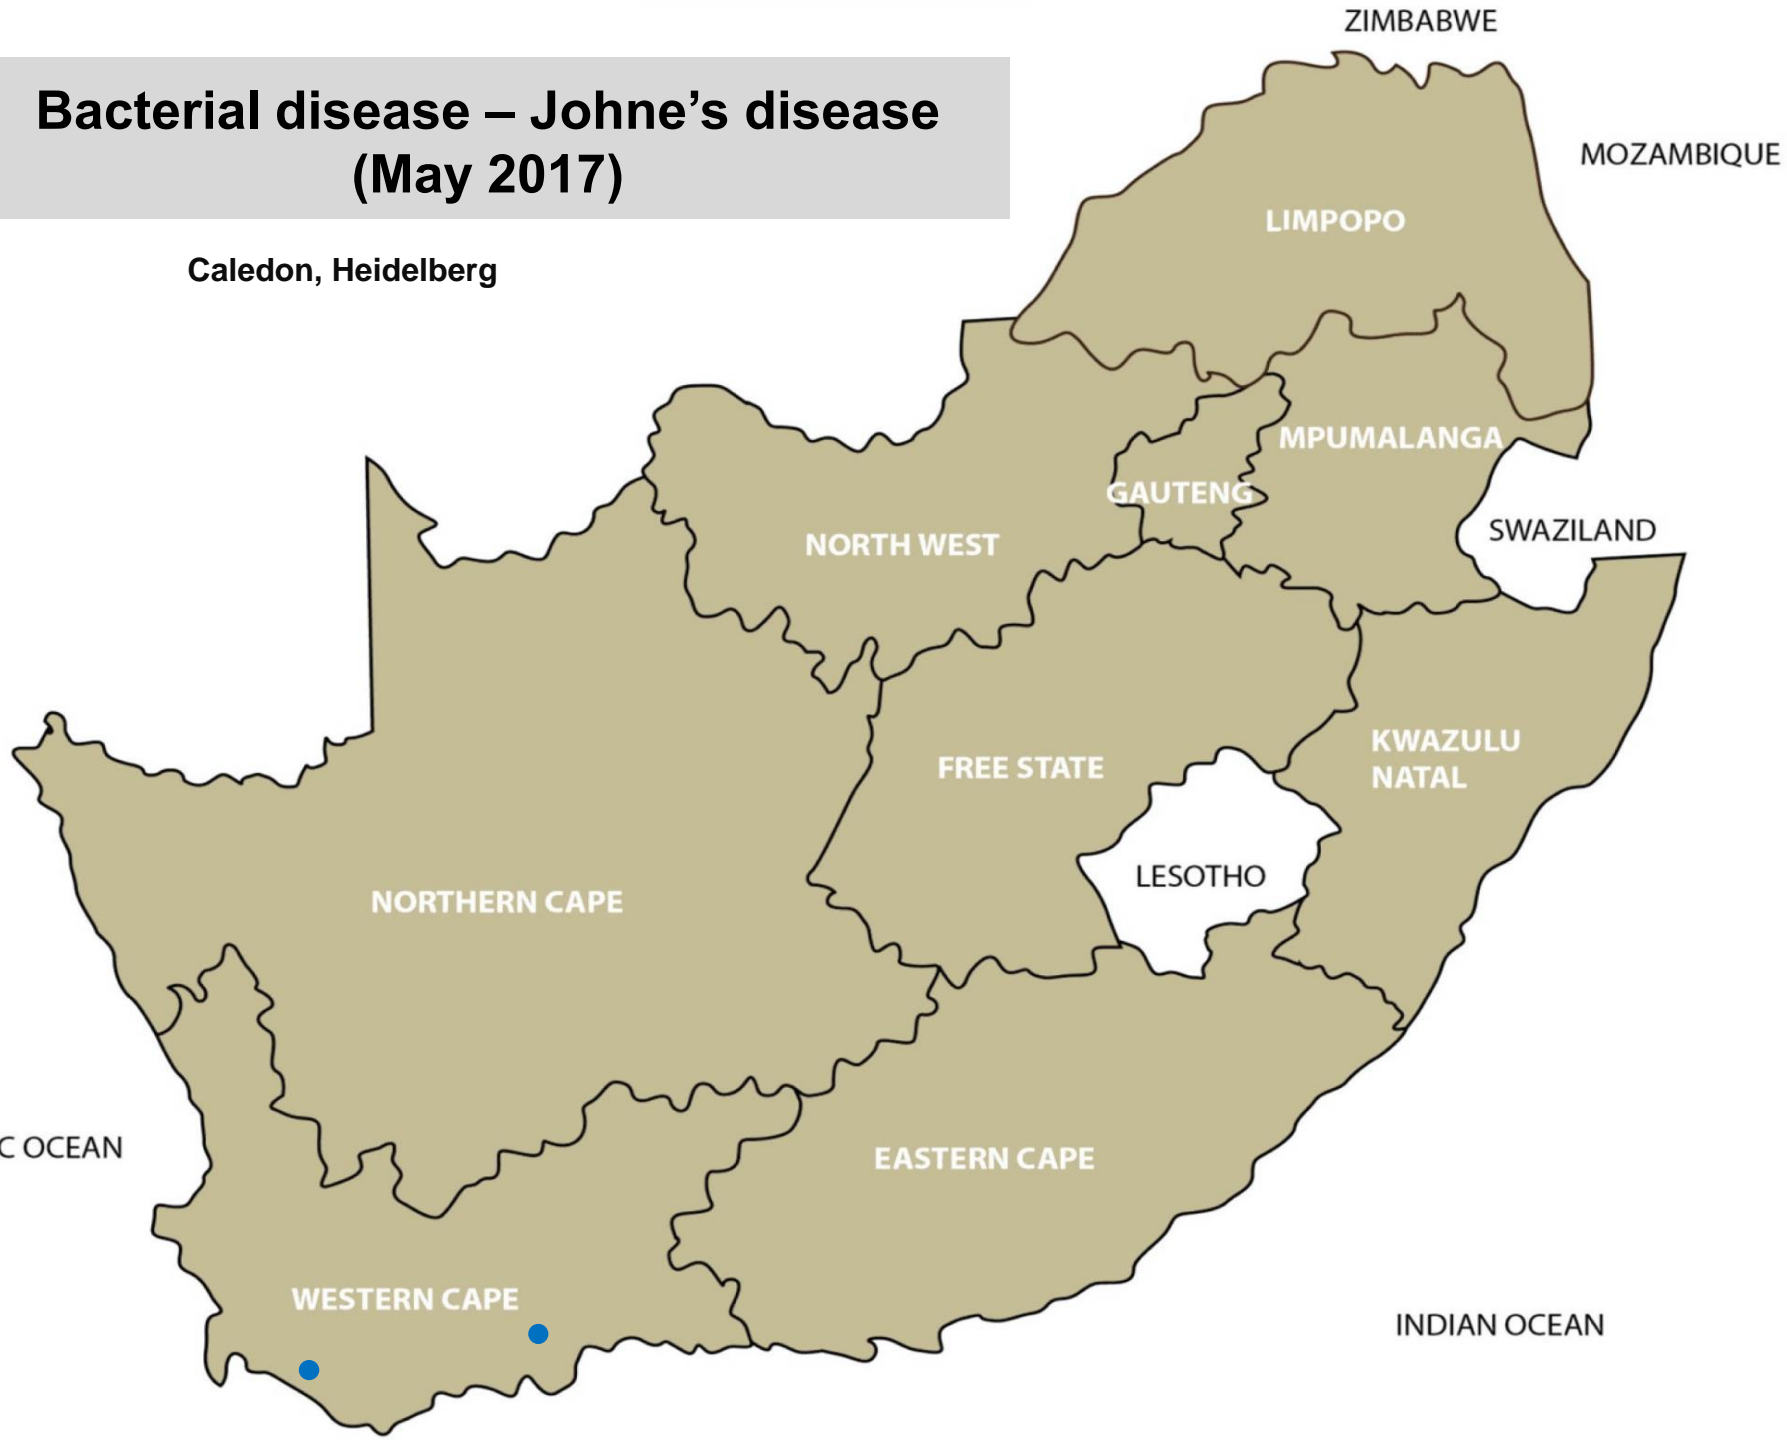 ZIMBABWE
Bacterial disease – Johne’s disease
(May 2017)
MOZAMBIQUE
LIMPOPO
Caledon, Heidelberg
MPUMALANGA
GAUTENG
SWAZILAND
NORTH WEST
KWAZULU
NATAL
FREE STATE
LESOTHO
NORTHERN CAPE
C OCEAN
EASTERN CAPE
WESTERN CAPE
INDIAN OCEAN